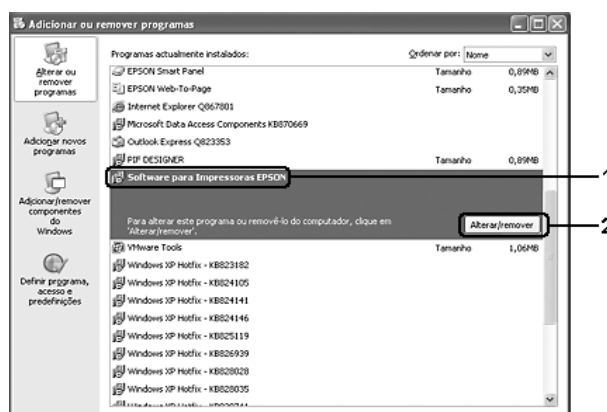 Adicionar ou remover programas
Alterar ou
remover
programas
Adicionar novos
programas
Adicionar/remover
componentes
do
Windows
Definir programa,
acesso e
predefinições
Programas actualmente instalados:
Ordenar por: Nome
EPSON Smart Panel Tamanho 0,89MB
EPSON Web-To-Page Tamanho 0,35MB
Internet Explorer Q867801
Microsoft Data Access Components KB870669
Outlook Express Q823353
PIF DESIGNER Tamanho 0,89MB
Software para Impressoras EPSON 1
Para alterar este programa ou removê-lo do computador, clique em
'Alterar/remover'.
Alterar/remover 2
VMware Tools Tamanho 1,06MB
Windows XP Hotfix - KB823182
Windows XP Hotfix - KB824105
Windows XP Hotfix - KB824141
Windows XP Hotfix - KB824146
Windows XP Hotfix - KB825119
Windows XP Hotfix - KB826939
Windows XP Hotfix - KB828028
Windows XP Hotfix - KB828035